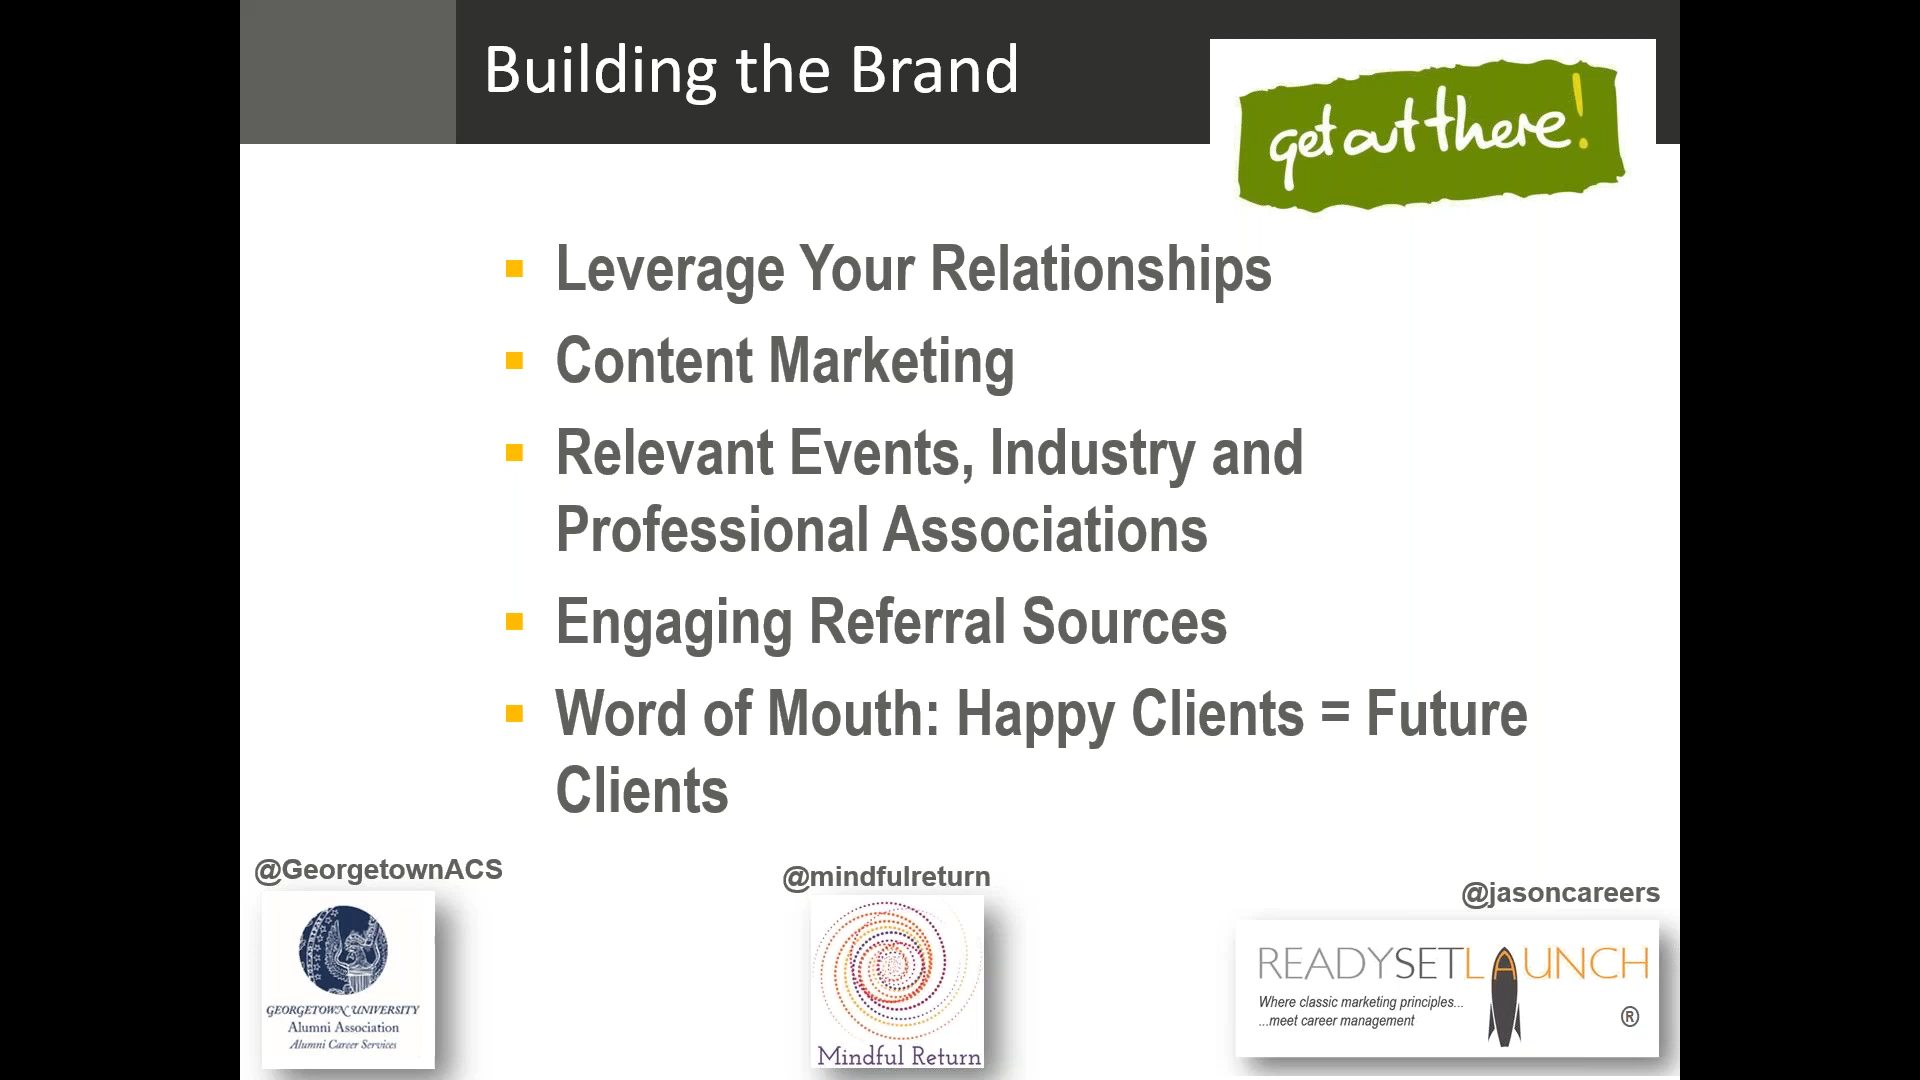 Building the Brand
get out there!
Leverage Your Relationships
Content Marketing
Relevant Events, Industry and
Professional Associations
Engaging Referral Sources
Word of Mouth: Happy Clients = Future
Clients
@GeorgetownACS
GEORGETOWN UNIVERSITY
Alumni Association
Alumni Career Services
@mindfulreturn
Mindful Return
@jasoncareers
READYSETLAUNCH
Where classic marketing principles...
...meet career management
®